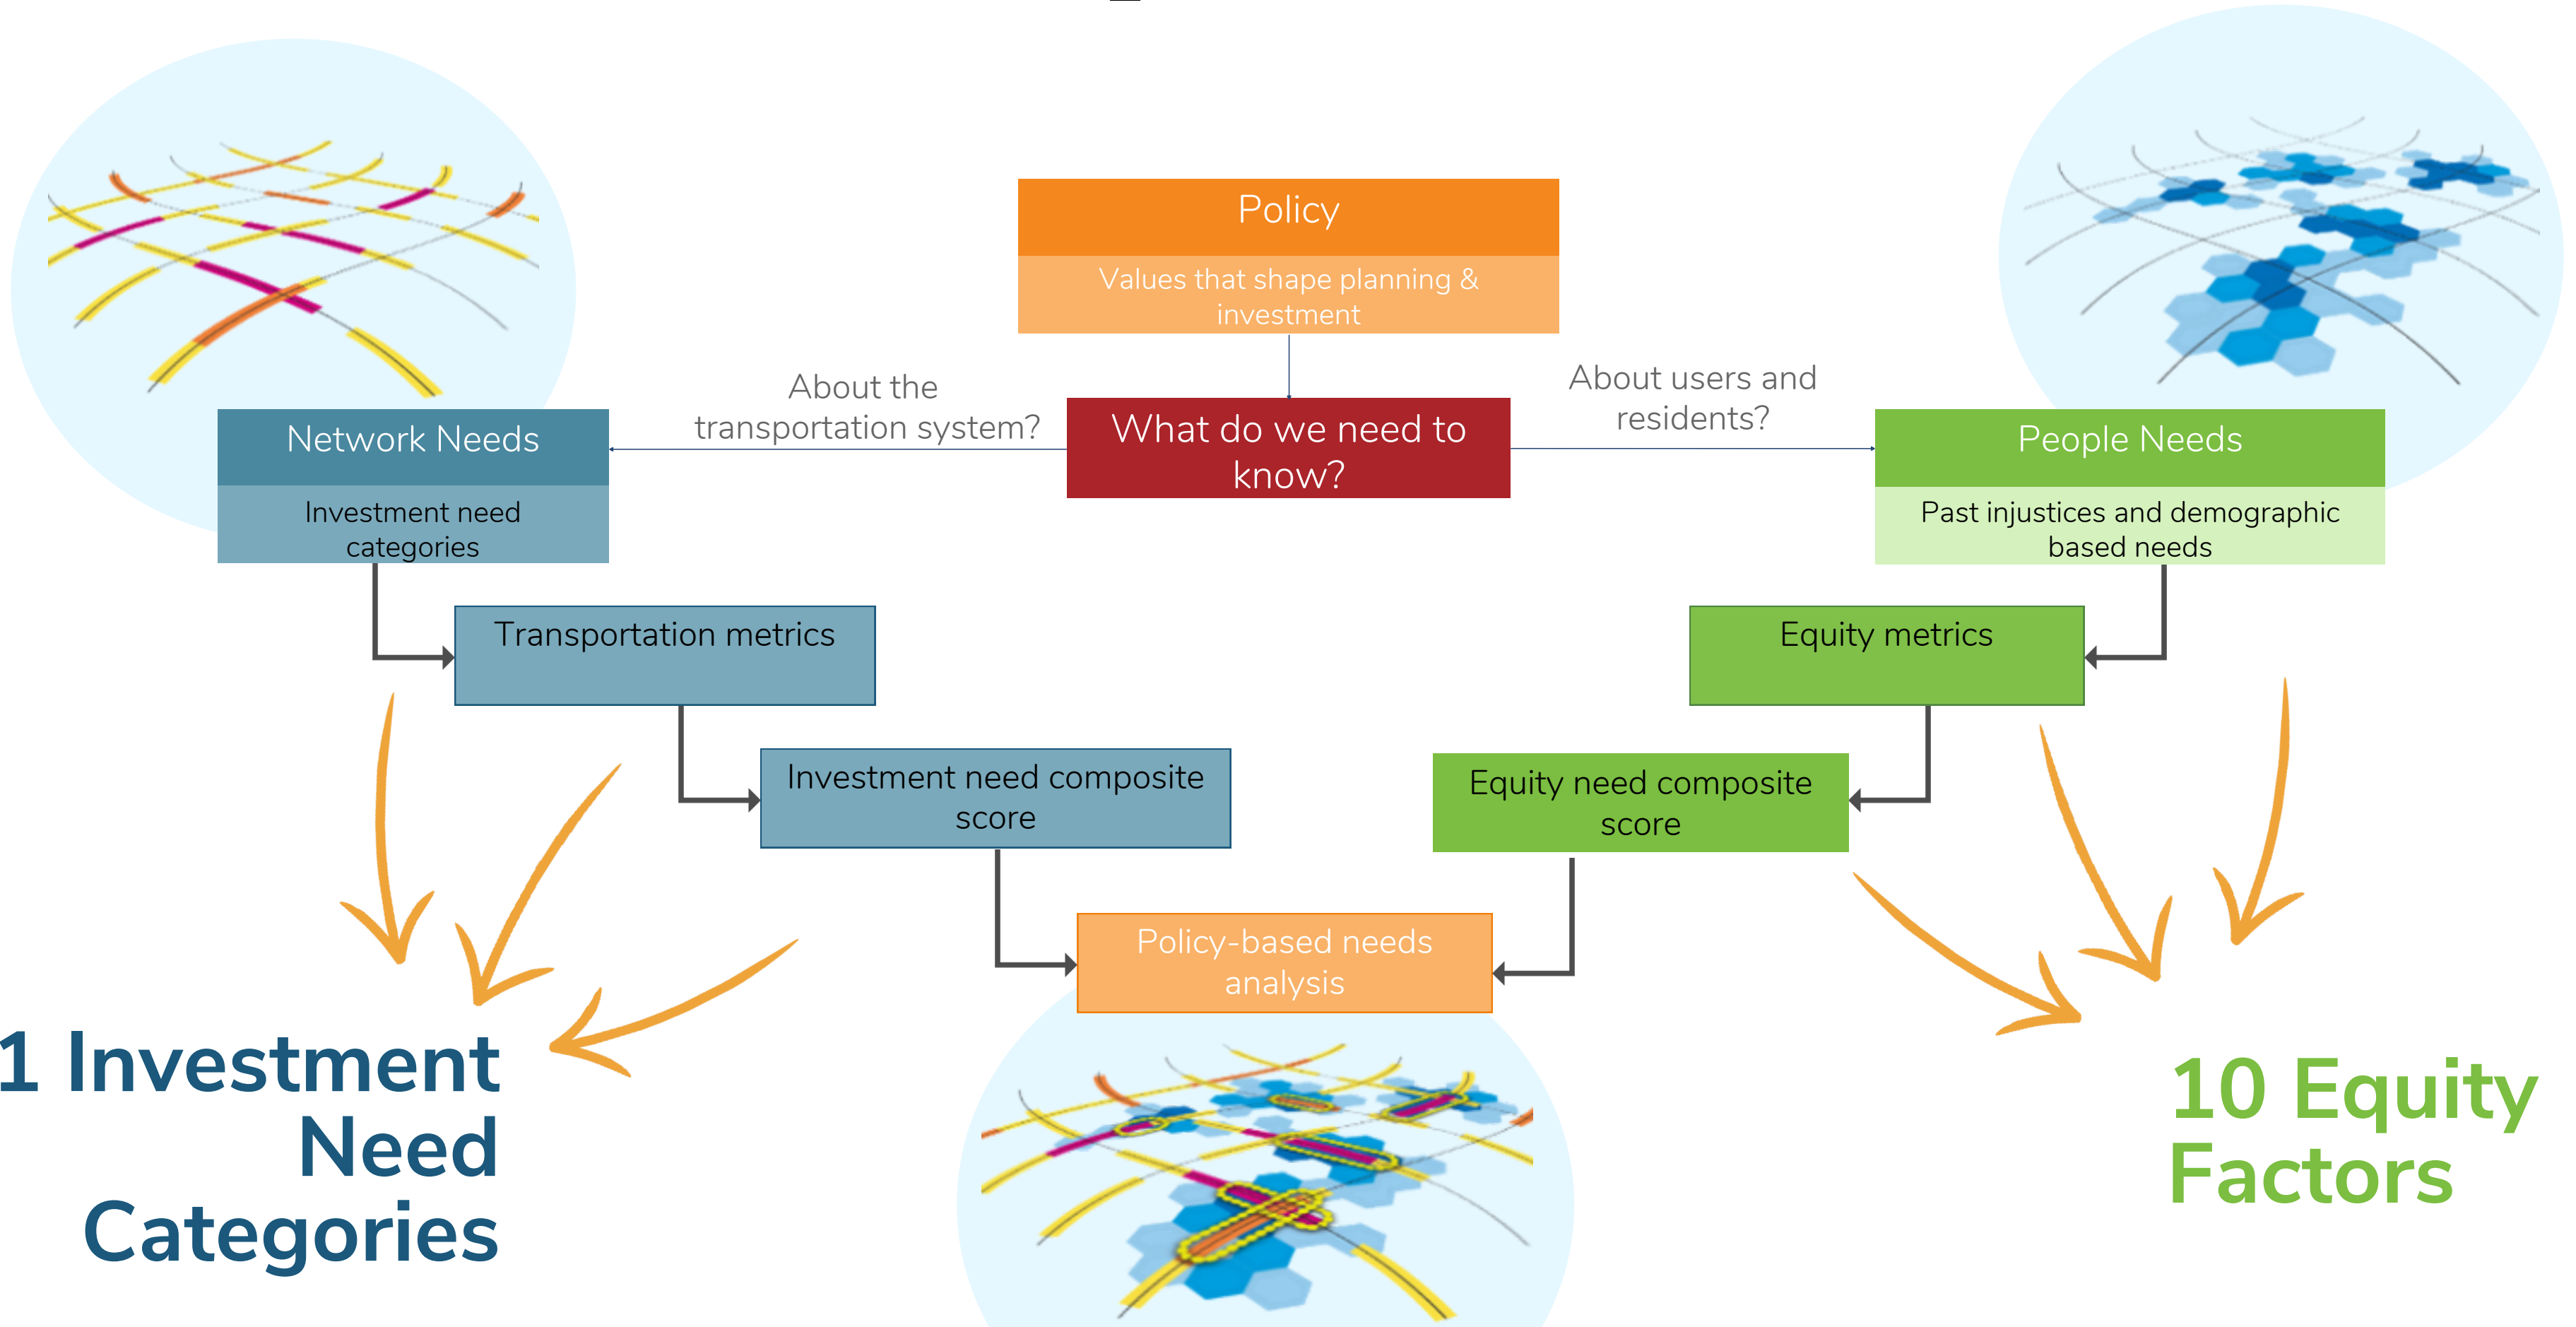 Policy
Values that shape planning &
investment
About the
transportation system?
What do we need to
know?
About users and
residents?
Network Needs
Investment need
categories
People Needs
Past injustices and demographic
based needs
Transportation metrics
Equity metrics
Investment need composite
score
Equity need composite
score
Policy-based needs
analysis
1 Investment
Need
Categories
10 Equity
Factors